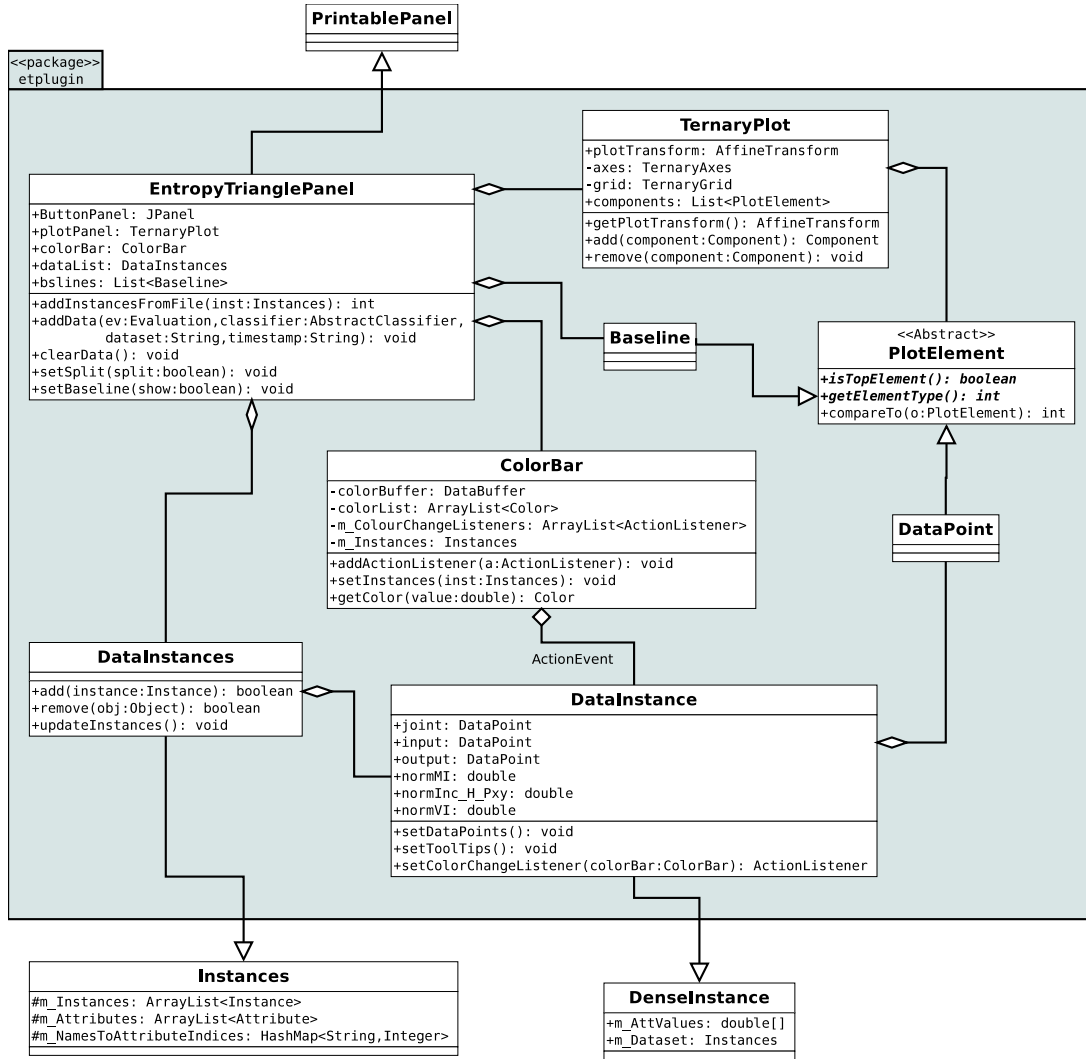 PrintablePanel
<<package>>
etplugin
TernaryPlot
+plotTransform: AffineTransform
-axes: TernaryAxes
-grid: TernaryGrid
+components: List<PlotElement>
+getPlotTransform(): AffineTransform
+add(component:Component): Component
+remove(component:Component): void
EntropyTrianglePanel
+ButtonPanel: JPanel
+plotPanel: TernaryPlot
+colorBar: ColorBar
+dataList: DataInstances
+bslines: List<Baseline>
+addInstancesFromFile(inst:Instances): int
+addData(ev:Evaluation,classifier:AbstractClassifier,
dataset:String,timestamp:String): void
+clearData(): void
+setSplit(split:boolean): void
+setBaseline(show:boolean): void
Baseline
<<Abstract>>
PlotElement
+isTopElement(): boolean
+getElementType(): int
+compareTo(o:PlotElement): int
ColorBar
-colorBuffer: DataBuffer
-colorList: ArrayList<Color>
-m_ColourChangeListeners: ArrayList<ActionListener>
-m_Instances: Instances
+addActionListener(a:ActionListener): void
+setInstances(inst:Instances): void
+getColor(value:double): Color
DataPoint
ActionEvent
DataInstances
+add(instance:Instance): boolean
+remove(obj:Object): boolean
+updateInstances(): void
DataInstance
+joint: DataPoint
+input: DataPoint
+output: DataPoint
+normMI: double
+normInc_H_Pxy: double
+normVI: double
+setDataPoints(): void
+setToolTips(): void
+setColorChangeListener(colorBar:ColorBar): ActionListener
Instances
#m_Instances: ArrayList<Instance>
#m_Attributes: ArrayList<Attribute>
#m_NamesToAttributeIndices: HashMap<String,Integer>
DenseInstance
+m_AttValues: double[]
+m_Dataset: Instances